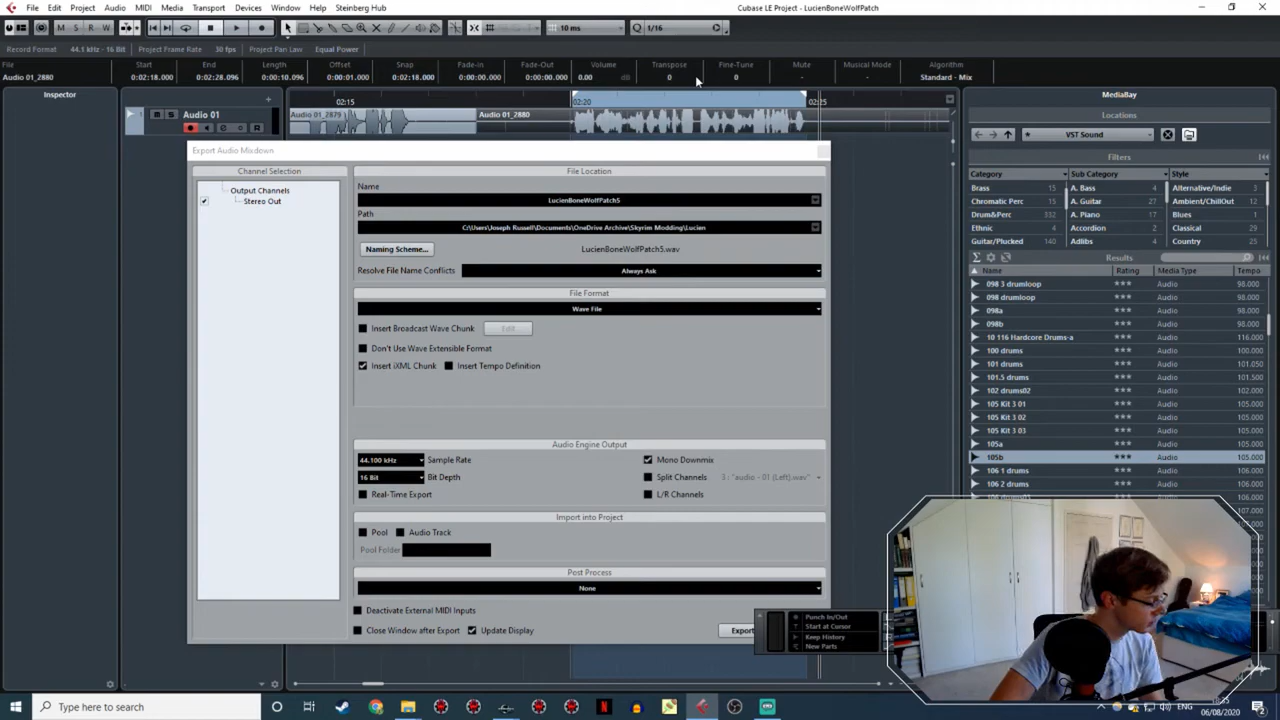 Cubase LE Project - LucienBoneWolfPatch
File Edit Project Audio MIDI Media Transport Devices Window Help Steinberg Hub
M S R W 10 ms Q 1/16
Record Format 44.1 kHz - 16 Bit Project Frame Rate 30 fps Project Pan Law Equal Power
File Start End Length Offset Snap Fade-In Fade-Out Volume Transpose Fine-Tune Mute Musical Mode Algorithm
Audio 01_2880 0:02:18.000 0:02:28.096 0:00:10.096 0:00:01.000 0:02:18.000 0:00:00.000 0:00:00.000 0.00 dB 0 0 - - Standard - Mix
Inspector
M S Audio 01
R
02:15 02:20 02:25
Audio 01_2879 Audio 01_2880
Export Audio Mixdown
Channel Selection
Output Channels
Stereo Out
File Location
Name
LucienBoneWolfPatch5
Path
C:\Users\Joseph Russell\Documents\OneDrive Archive\Skyrim Modding\Lucien
Naming Scheme... LucienBoneWolfPatch5.wav
Resolve File Name Conflicts Always Ask
File Format
Wave File
Insert Broadcast Wave Chunk Edit...
Don't Use Wave Extensible Format
Insert iXML Chunk Insert Tempo Definition
Audio Engine Output
44.100 kHz Sample Rate Mono Downmix
16 Bit Bit Depth Split Channels 3 : "audio - 01 (Left).wav"
Real-Time Export L/R Channels
Import into Project
Pool Audio Track
Pool Folder
Post Process
None
Deactivate External MIDI Inputs
Close Window after Export Update Display Export
Punch In/Out
Start at Cursor
Keep History
New Parts
MediaBay
Locations
VST Sound
Filters
Category Sub Category Style
Brass 15 A. Bass 4 Alternative/Indie 3
Chromatic Perc 15 A. Guitar 27 Ambient/ChillOut 12
Drum&Perc 332 A. Piano 17 Blues 1
Ethnic 4 Accordion 2 Classical 29
Guitar/Plucked 140 Adlibs 4 Country 25
Results
Name Rating Media Type Tempo
098 3 drumloop *** Audio 98.000
098 drumloop *** Audio 98.000
098a *** Audio 98.000
098b *** Audio 98.000
10 116 Hardcore Drums-a *** Audio 116.000
100 drums *** Audio 100.000
101 drums *** Audio 101.050
101.5 drums *** Audio 101.500
102 drums02 *** Audio 102.000
105 Kit 3 01 *** Audio 105.000
105 Kit 3 02 *** Audio 105.000
105 Kit 3 03 *** Audio 105.000
105a *** Audio 105.000
105b *** Audio 105.000
106 1 drums *** Audio 106.000
106 2 drums *** Audio 106.000
Type here to search
ENG
06/08/2020